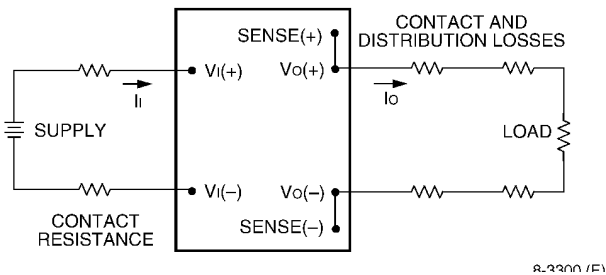 CONTACT AND
DISTRIBUTION LOSSES
SENSE(+)
VI(+)
VO(+)
II
IO
SUPPLY
LOAD
VI(–)
VO(–)
CONTACT
RESISTANCE
SENSE(–)
8-3300 (F)